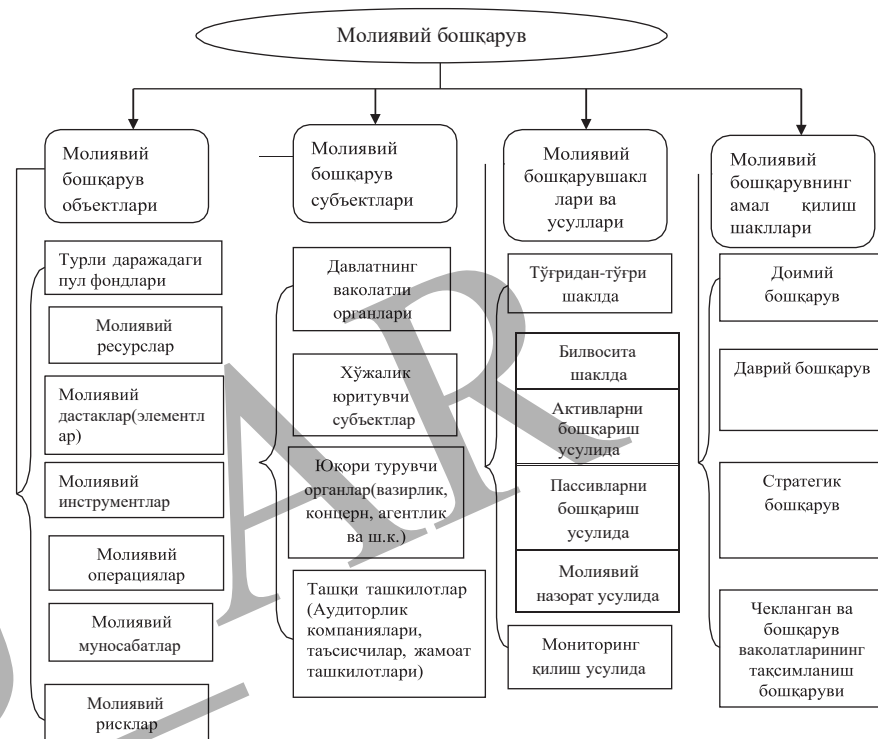 Молиявий бошқарув
Молиявий
бошқарув
объектлари
Турли даражадаги
пул фондлари
Молиявий
ресурслар
Молиявий
дастаклар(элементл
ар)
Молиявий
инструментлар
Молиявий
операциялар
Молиявий
муносабатлар
Молиявий
рисклар
Молиявий
бошқарув
субъектлари
Давлатнинг
ваколатли
органлари
Хўжалик
юритувчи
субъектлар
Юқори турувчи
органлар(вазирлик,
концерн, агентлик
ва ш.к.)
Ташқи ташкилотлар
(Аудиторлик
компаниялари,
таъсисчилар, жамоат
ташкилотлари)
Молиявий
бошқарувшакл
лари ва
усуллари
Тўғридан-тўғри
шаклда
Билвосита
шаклда
Активларни
бошқариш
усулида
Пассивларни
бошқариш
усулида
Молиявий
назорат усулида
Мониторинг
қилиш усулида
Молиявий
бошқарувнинг
амал қилиш
шакллари
Доимий
бошқарув
Даврий бошқарув
Стратегик
бошқарув
Чекланган ва
бошқарув
ваколатларининг
тақсимланиш
бошқаруви